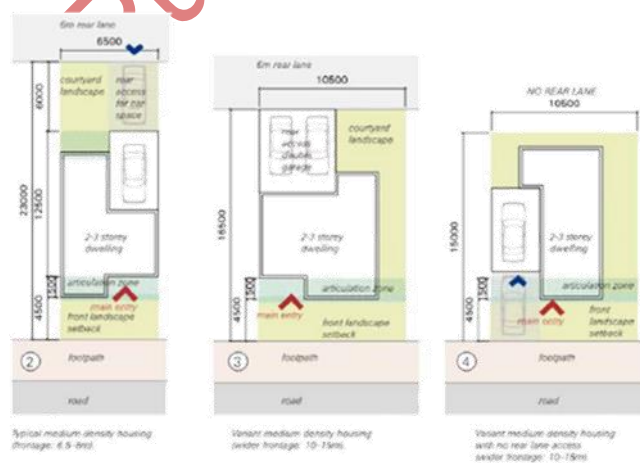 6m rear lane
6500
courtyard
landscape
rear
access
for car
space
6000
23000
12500
2-3 storey
dwelling
articulation zone
1500
main entry
4500
front landscape
setback
2
footpath
road
Typical medium density housing
(frontage: 6.5-8m).
6m rear lane
10500
rear
access
double
garage
courtyard
landscape
16500
2-3 storey
dwelling
1500
articulation zone
main entry
4500
front landscape
setback
3
footpath
road
Variant medium density housing
(wider frontage: 10-15m).
NO REAR LANE
10500
15000
2-3 storey
dwelling
1500
articulation zone
4500
main entry
front
landscape
setback
4
footpath
road
Variant medium density housing
with no rear lane access
(wider frontage: 10-15m)